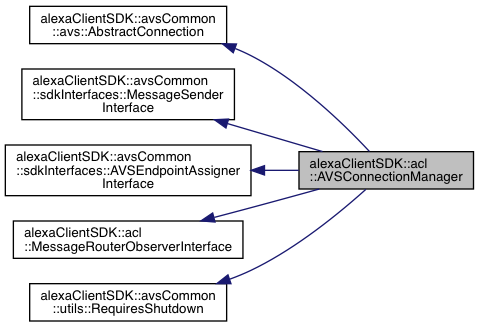 alexaClientSDK::avsCommon
::avs::AbstractConnection
alexaClientSDK::avsCommon
::sdkInterfaces::MessageSender
Interface
alexaClientSDK::avsCommon
::sdkInterfaces::AVSEndpointAssigner
Interface
alexaClientSDK::acl
::AVSConnectionManager
alexaClientSDK::acl
::MessageRouterObserverInterface
alexaClientSDK::avsCommon
::utils::RequiresShutdown